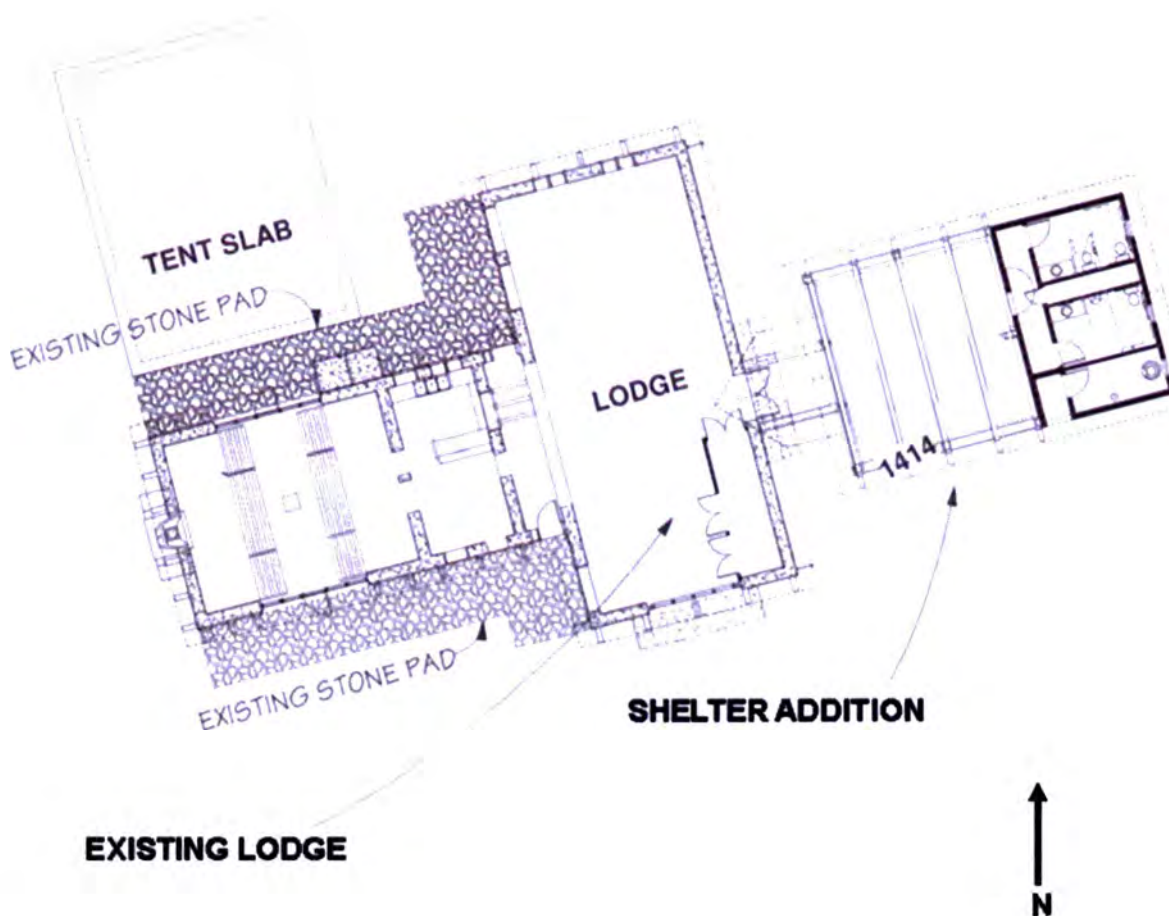 TENT SLAB
EXISTING STONE PAD
LODGE
1414
EXISTING STONE PAD
SHELTER ADDITION
EXISTING LODGE
N